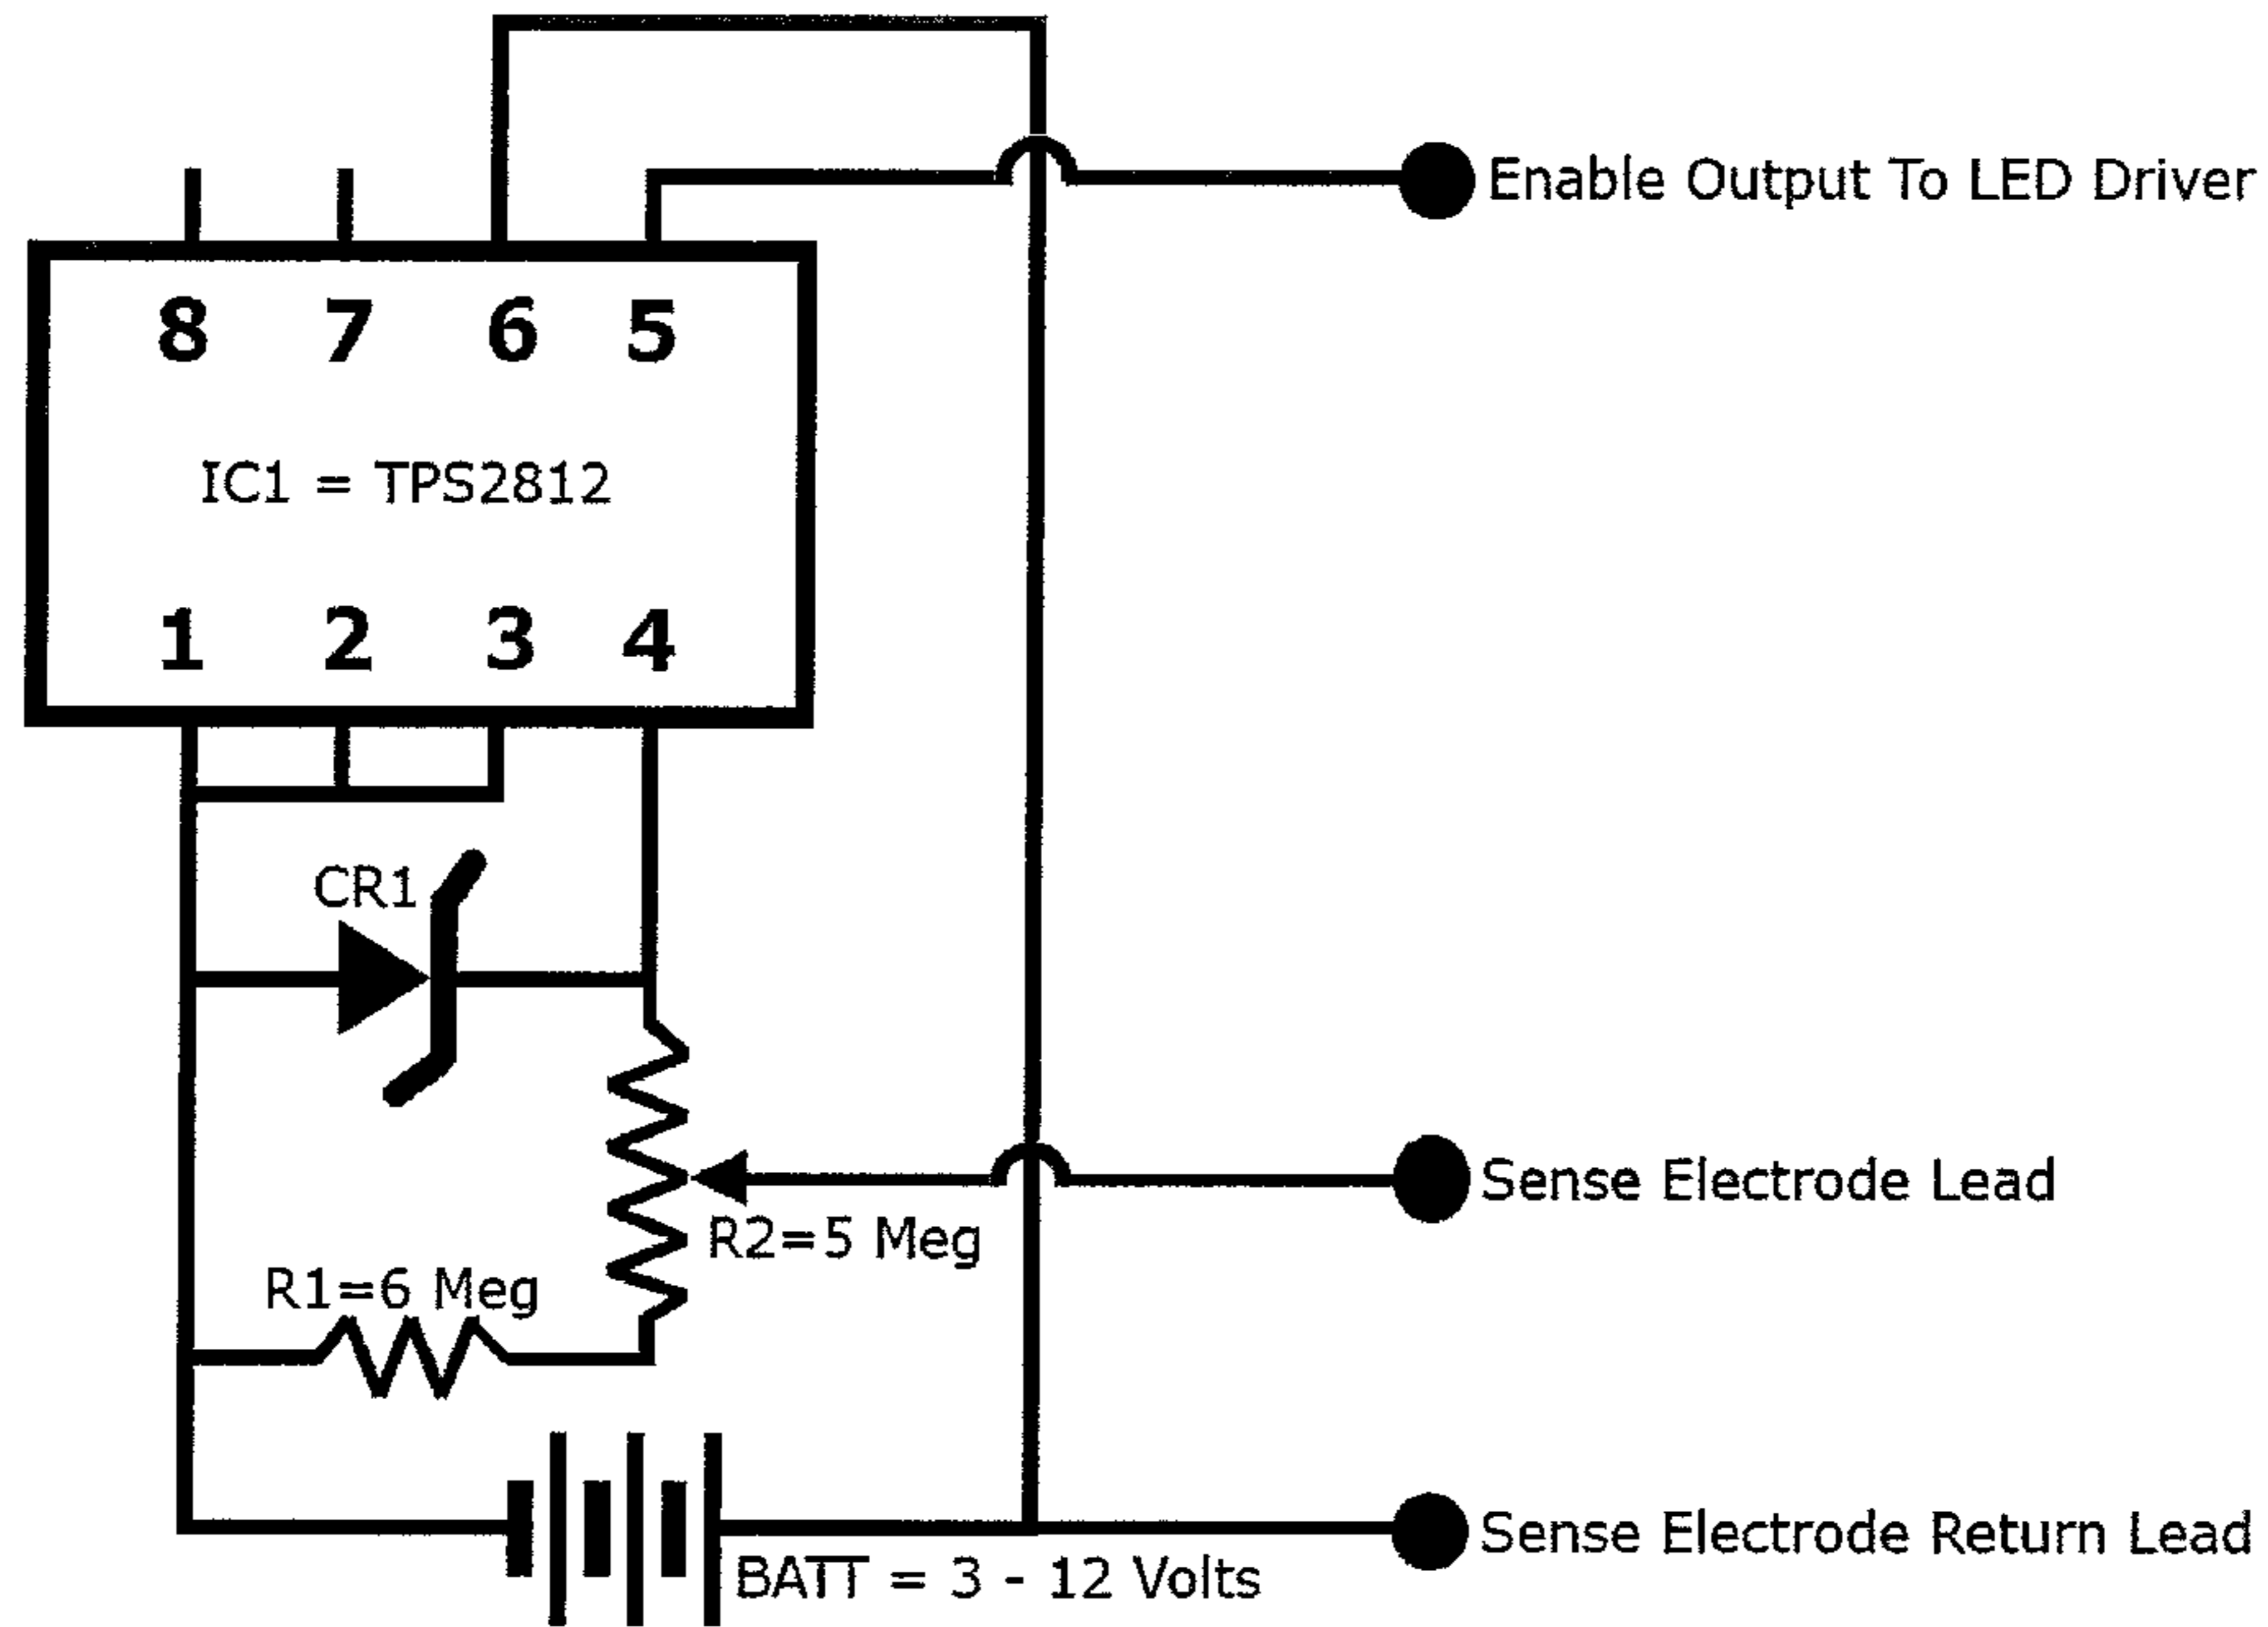 Enable Output To LED Driver
8 7 6 5
IC1 = TPS2812
1 2 3 4
CR1
Sense Electrode Lead
R2=5 Meg
R1=6 Meg
Sense Electrode Return Lead
BATT = 3 - 12 Volts